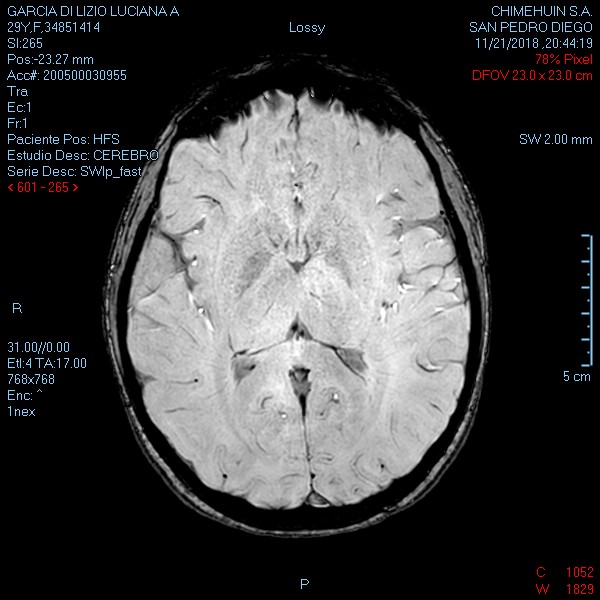 GARCIA DI LIZIO LUCIANA A
29Y,F,34851414
Sl:265
Pos:-23.27 mm
Acc#: 200500030955
Tra
Ec:1
Fr:1
Paciente Pos: HFS
Estudio Desc: CEREBRO
Serie Desc: SWIp_fast
< 601 - 265 >
Lossy
CHIMEHUIN S.A.
SAN PEDRO DIEGO
11/21/2018 ,20:44:19
78% Pixel
DFOV 23.0 x 23.0 cm
SW 2.00 mm
R
5 cm
31.00//0.00
Etl:4 TA:17.00
768x768
Enc: ^
1nex
P
C 1052
W 1829